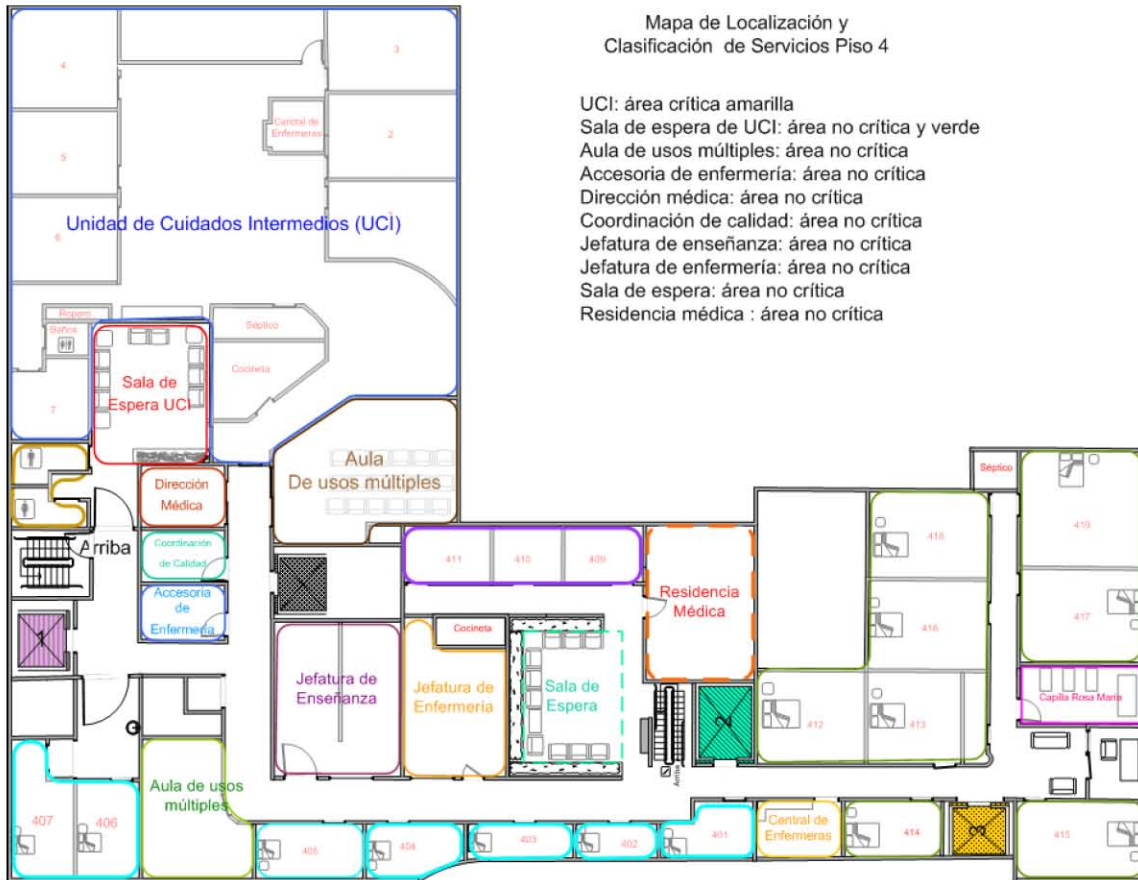 Mapa de Localización y
Clasificación de Servicios Piso 4
UCI: área crítica amarilla
Sala de espera de UCI: área no crítica y verde
Aula de usos múltiples: área no crítica
Accesoria de enfermería: área no crítica
Dirección médica: área no crítica
Coordinación de calidad: área no crítica
Jefatura de enseñanza: área no crítica
Jefatura de enfermería: área no crítica
Sala de espera: área no crítica
Residencia médica : área no crítica
4
3
Central de
Enfermeras
5
2
Unidad de Cuidados Intermedios (UCI)
6
Ropero
Baños
Séptico
Cocineta
Sala de
Espera UCI
7
Aula
De usos múltiples
Dirección
Médica
Séptico
Arriba
Coordinación
de Calidad
411
410
409
418
419
Accesoria
de
Enfermería
Residencia
Médica
417
416
1
Cocineta
Jefatura de
Enseñanza
Jefatura de
Enfermería
Sala de
Espera
Capilla Rosa María
2
412
413
Arriba
Aula de usos
múltiples
407
406
405
404
403
402
401
Central de
Enfermeras
414
3
415